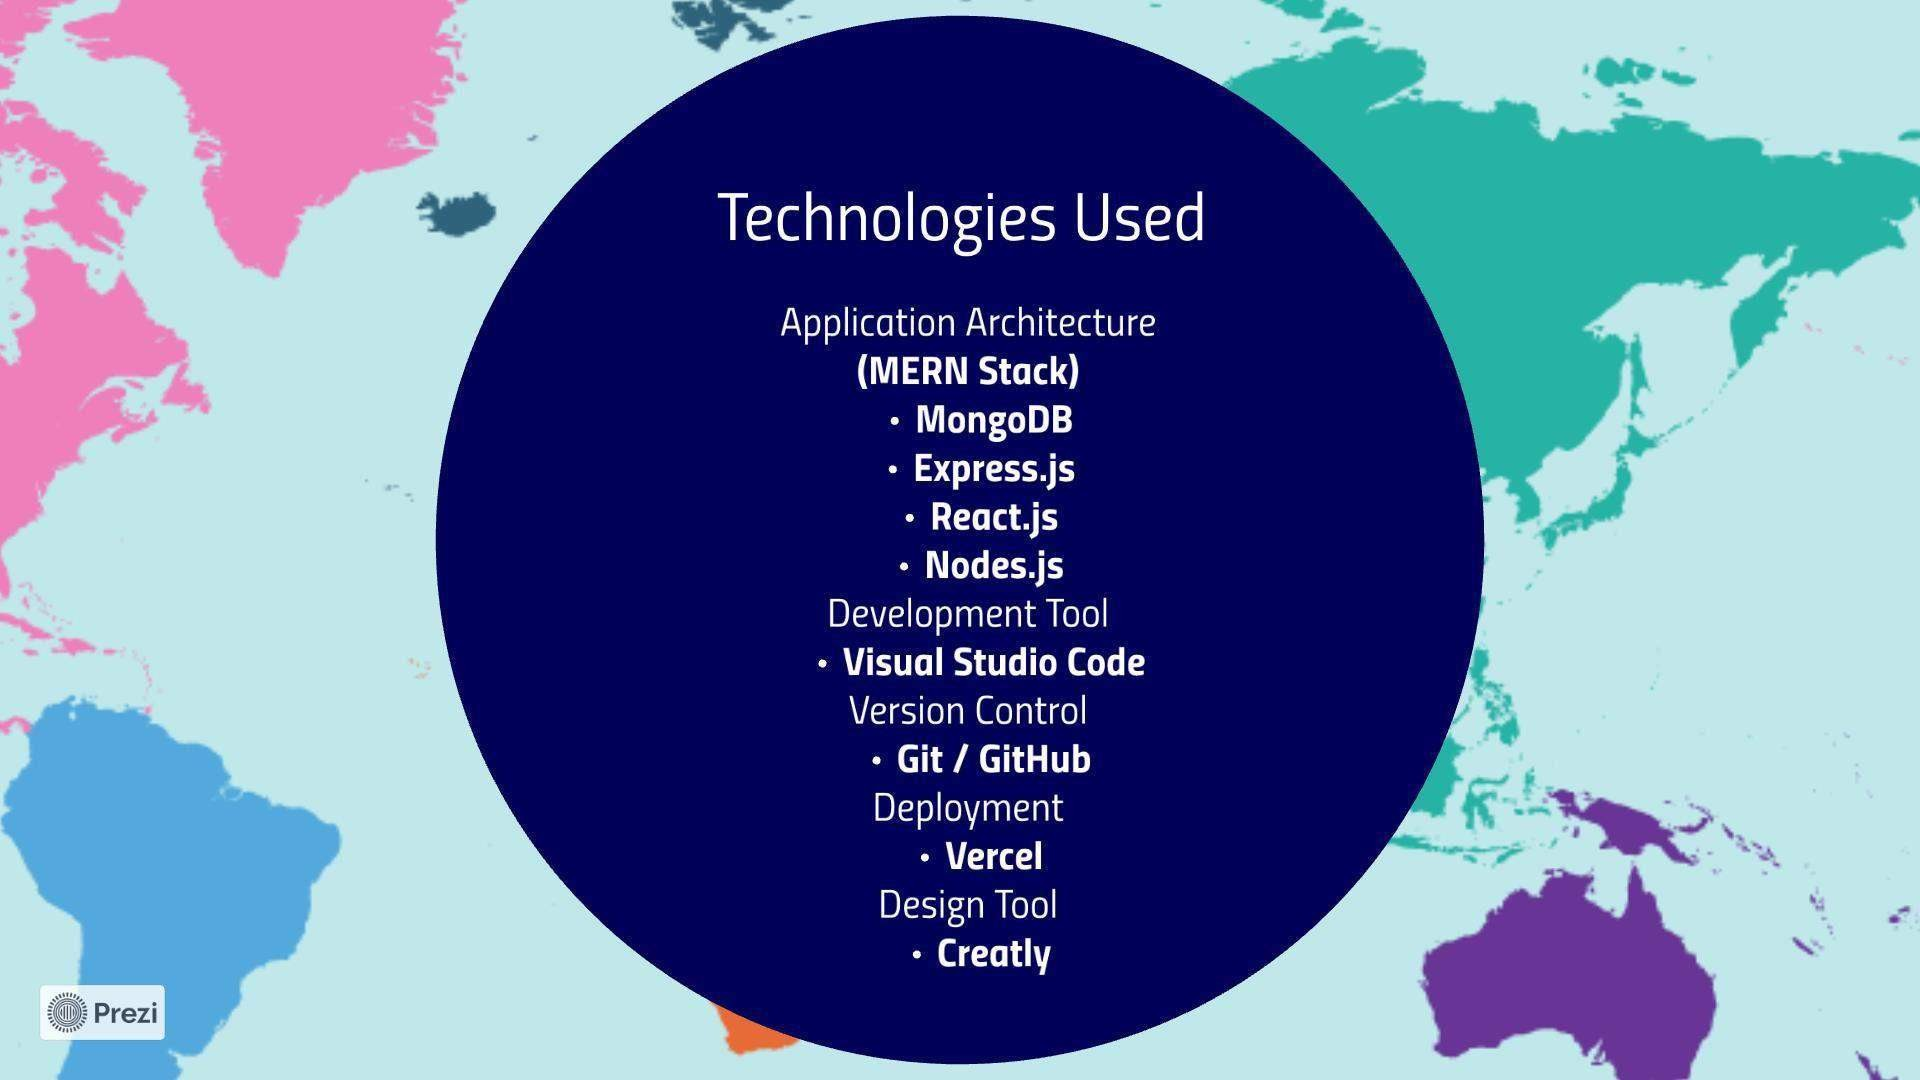 Technologies Used
Application Architecture
(MERN Stack)
• MongoDB
• Express.js
• React.js
• Nodes.js
Development Tool
• Visual Studio Code
Version Control
• Git / GitHub
Deployment
• Vercel
Design Tool
• Creatly
Prezi